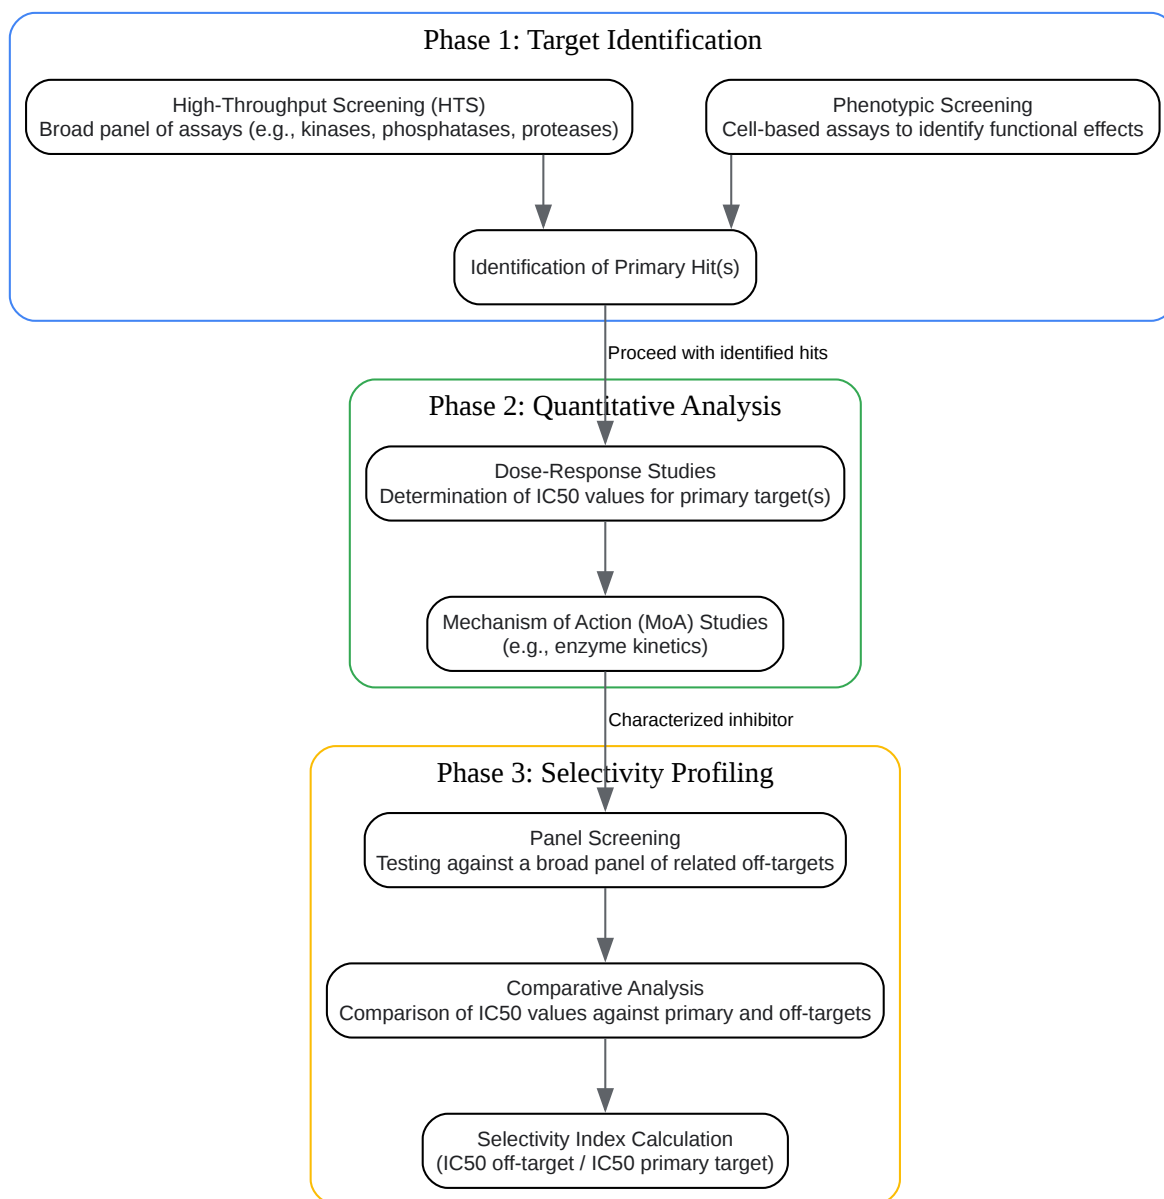 Phase 1: Target Identification
High-Throughput Screening (HTS)
Broad panel of assays (e.g., kinases, phosphatases, proteases)
Phenotypic Screening
Cell-based assays to identify functional effects
Identification of Primary Hit(s)
Proceed with identified hits
Phase 2: Quantitative Analysis
Dose-Response Studies
Determination of IC50 values for primary target(s)
Mechanism of Action (MoA) Studies
(e.g., enzyme kinetics)
Characterized inhibitor
Phase 3: Selectivity Profiling
Panel Screening
Testing against a broad panel of related off-targets
Comparative Analysis
Comparison of IC50 values against primary and off-targets
Selectivity Index Calculation
(IC50 off-target / IC50 primary target)